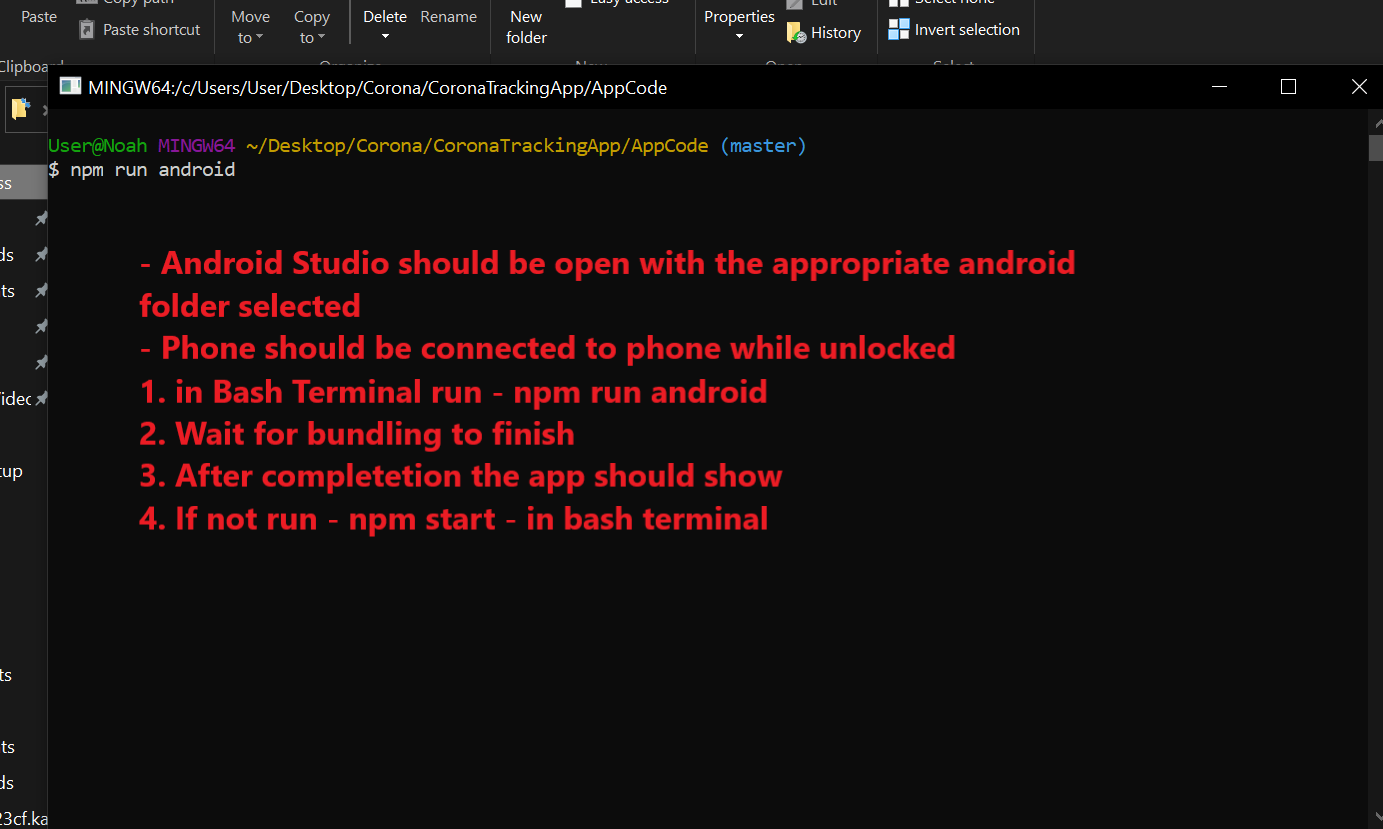 Copy path
Easy access
Edit
Select none
Paste
Move to
Copy to
Delete
Rename
New folder
Properties
Paste shortcut
History
Invert selection
Clipboard
Organize
New
Open
Select
MINGW64:/c/Users/User/Desktop/Corona/CoronaTrackingApp/AppCode
User@Noah MINGW64 ~/Desktop/Corona/CoronaTrackingApp/AppCode (master)
$ npm run android
- Android Studio should be open with the appropriate android
folder selected
- Phone should be connected to phone while unlocked
1. in Bash Terminal run - npm run android
2. Wait for bundling to finish
3. After completetion the app should show
4. If not run - npm start - in bash terminal
ss
ds
ts
tup
ts
ts
ds
23cf.ka